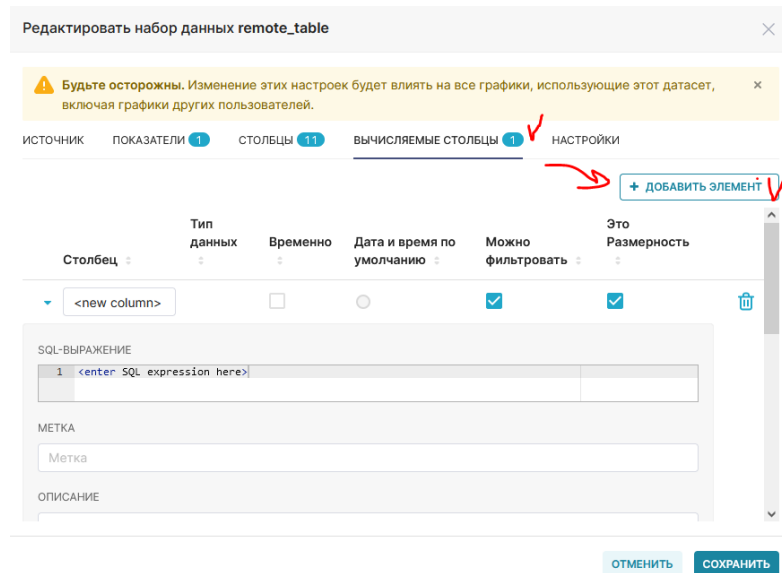 Редактировать набор данных remote_table
Будьте осторожны. Изменение этих настроек будет влиять на все графики, использующие этот датасет,
включая графики других пользователей.
ИСТОЧНИК ПОКАЗАТЕЛИ 1 СТОЛБЦЫ 11 ВЫЧИСЛЯЕМЫЕ СТОЛБЦЫ 1 НАСТРОЙКИ
+ ДОБАВИТЬ ЭЛЕМЕНТ
Столбец Тип данных Временно Дата и время по умолчанию Можно фильтровать Это Размерность
<new column>
SQL-ВЫРАЖЕНИЕ
1 <enter SQL expression here>
МЕТКА
Метка
ОПИСАНИЕ
ОТМЕНИТЬ СОХРАНИТЬ